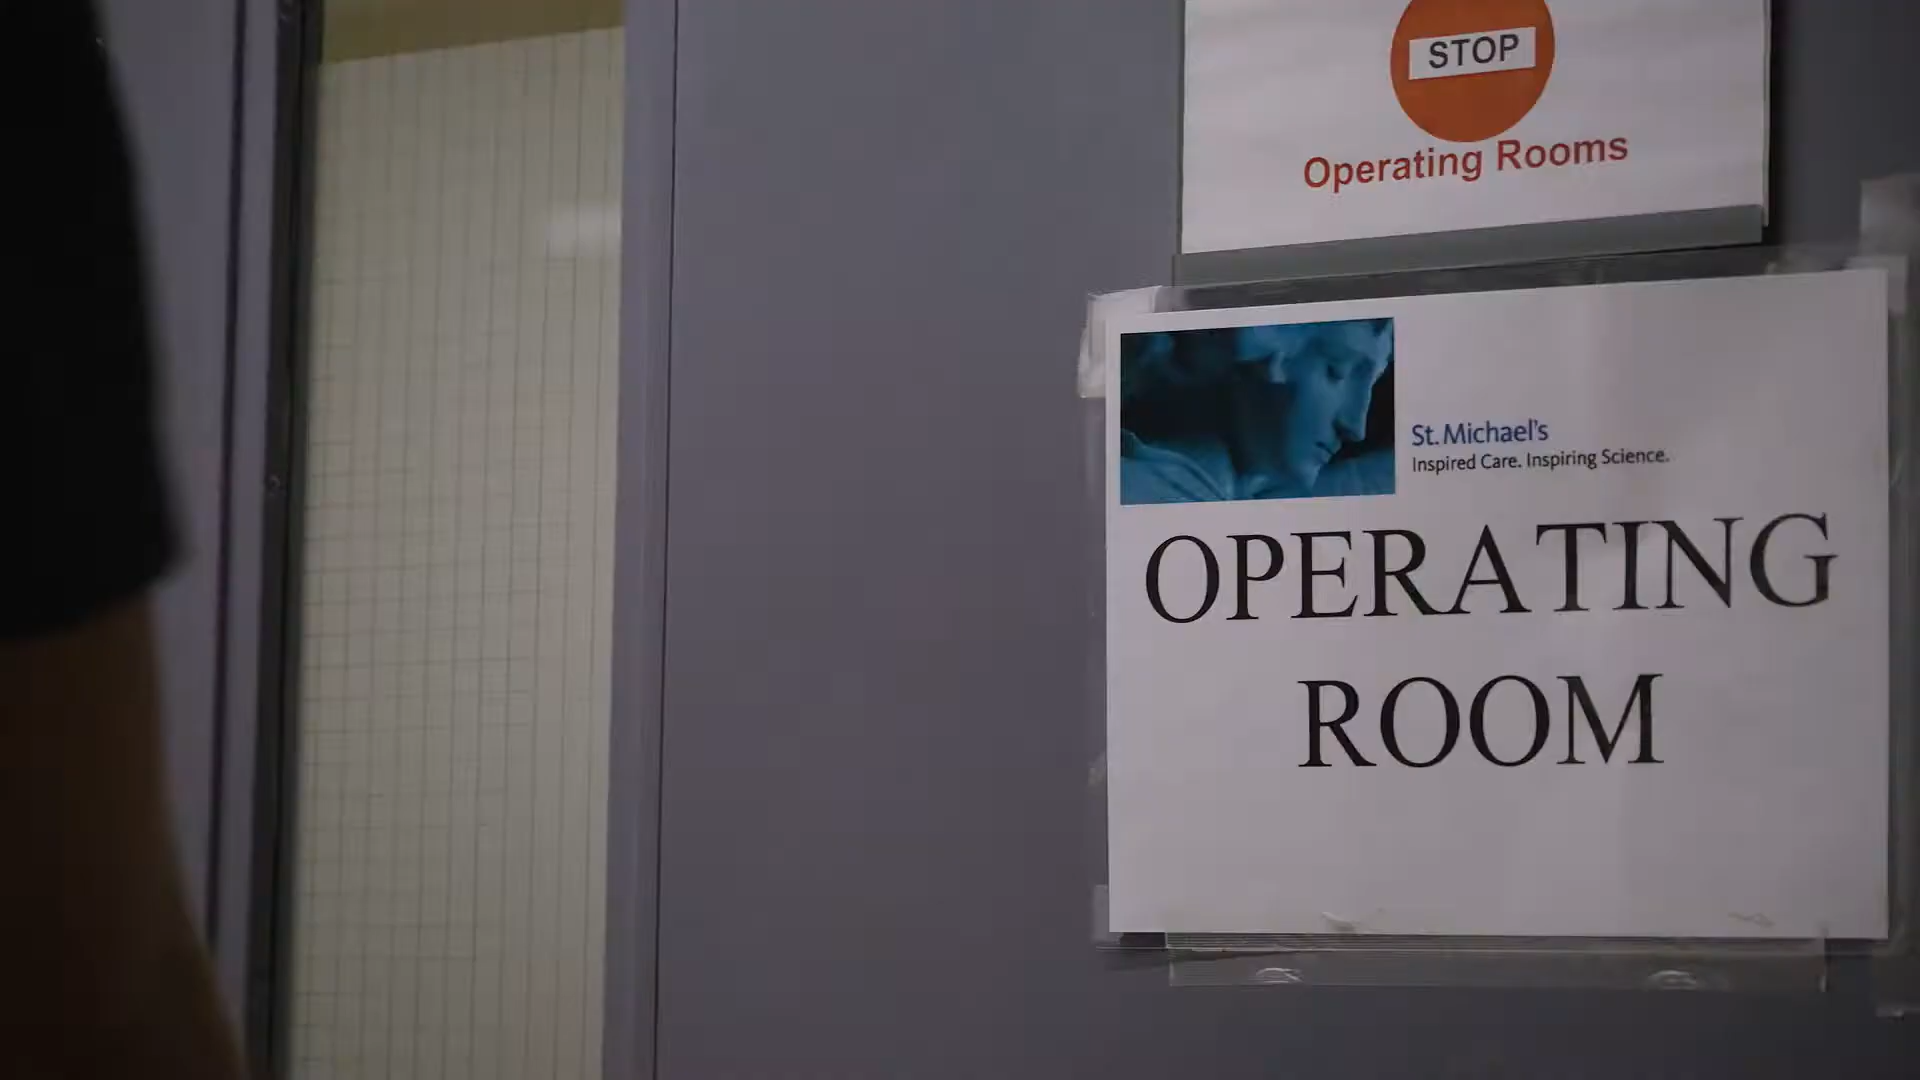 STOP
Operating Rooms
St. Michael's
Inspired Care. Inspiring Science.
OPERATING
ROOM